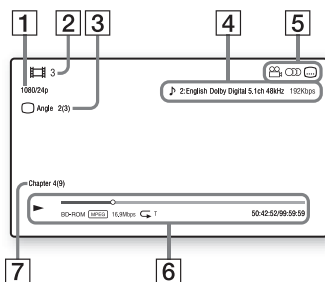 1 2 3 4 5
3
1080/24p
2:English Dolby Digital 5.1ch 48kHz 192Kbps
Angle 2(3)
Chapter 4(9)
BD-ROM MPEG 16,9Mbps T 50:42:52/99:59:59
7 6